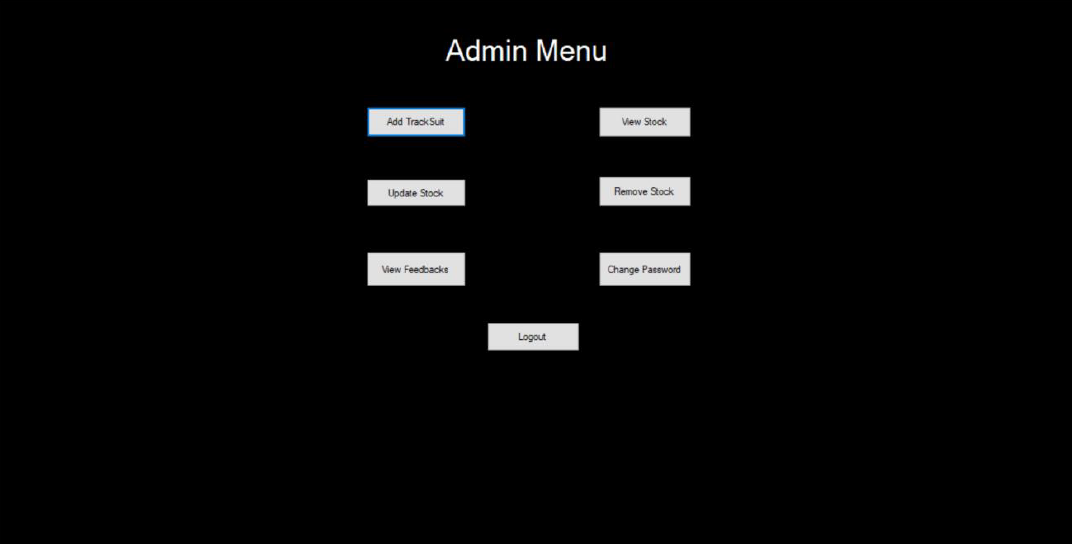 Admin Menu
Add TrackSuit
View Stock
Update Stock
Remove Stock
View Feedbacks
Change Password
Logout